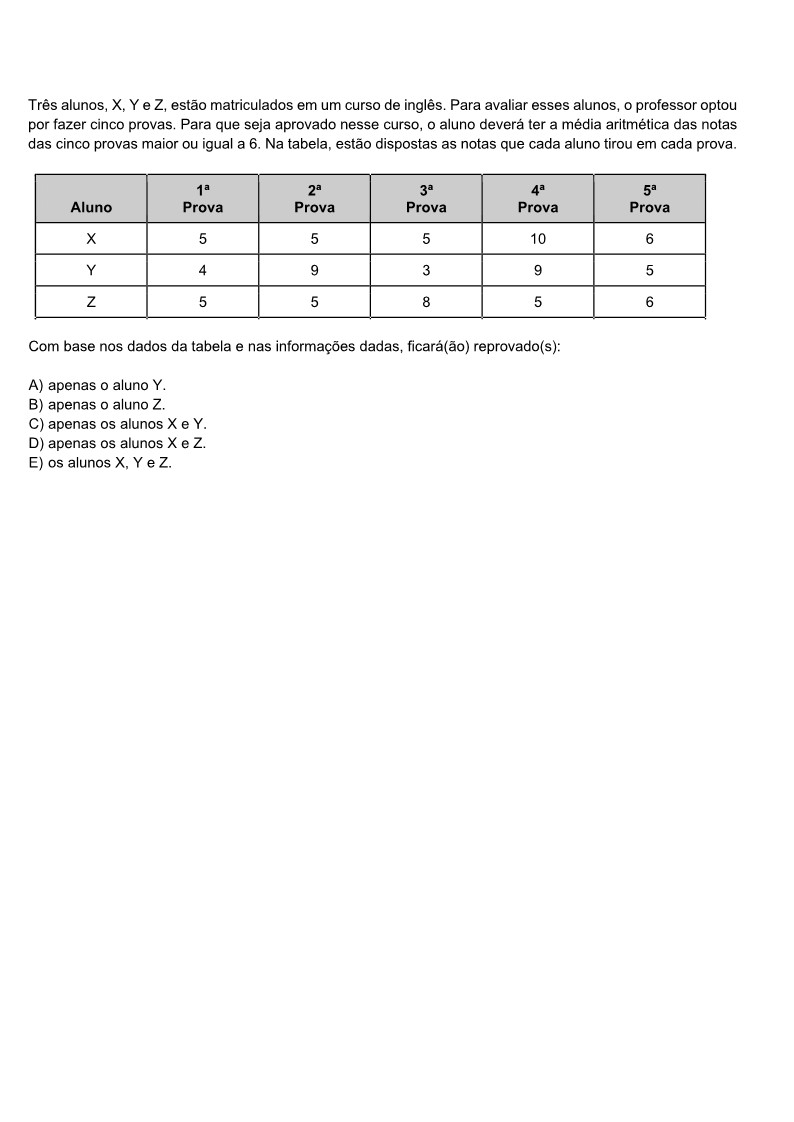 Três alunos, X, Y e Z, estão matriculados em um curso de inglês. Para avaliar esses alunos, o professor optou
por fazer cinco provas. Para que seja aprovado nesse curso, o aluno deverá ter a média aritmética das notas
das cinco provas maior ou igual a 6. Na tabela, estão dispostas as notas que cada aluno tirou em cada prova.
Aluno 1ª Prova 2ª Prova 3ª Prova 4ª Prova 5ª Prova
X 5 5 5 10 6
Y 4 9 3 9 5
Z 5 5 8 5 6
Com base nos dados da tabela e nas informações dadas, ficará(ão) reprovado(s):
A) apenas o aluno Y.
B) apenas o aluno Z.
C) apenas os alunos X e Y.
D) apenas os alunos X e Z.
E) os alunos X, Y e Z.